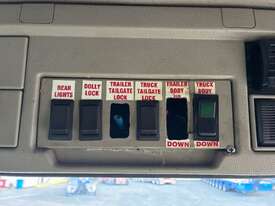 REAR
LIGHTS
DOLLY
LOCK
TRAILER
TAILGATE
LOCK
TRUCK
TAILGATE
LOCK
TRAILER
BODY
DOWN
TRUCK
BODY
DOWN